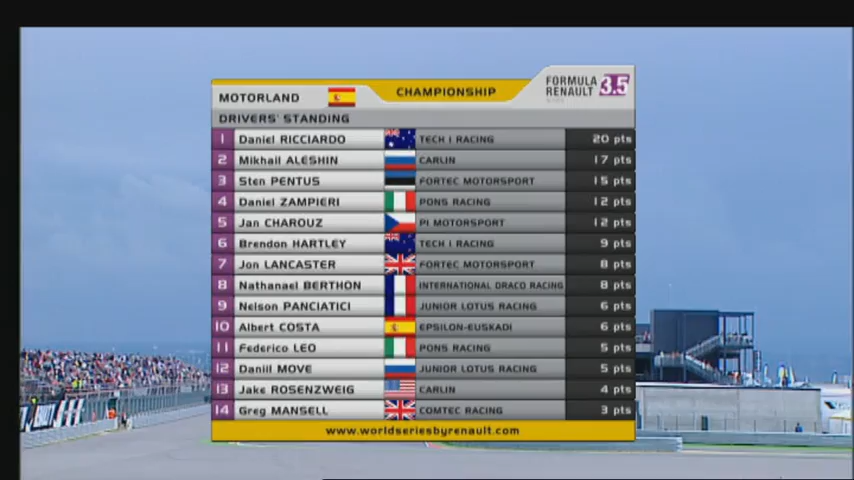 MOTORLAND
CHAMPIONSHIP
FORMULA
RENAULT 3.5
DRIVERS' STANDING
1 Daniel RICCIARDO TECH 1 RACING 20 pts
2 Mikhail ALESHIN CARLIN 17 pts
3 Sten PENTUS FORTEC MOTORSPORT 15 pts
4 Daniel ZAMPIERI PONS RACING 12 pts
5 Jan CHAROUZ P1 MOTORSPORT 12 pts
6 Brendon HARTLEY TECH 1 RACING 9 pts
7 Jon LANCASTER FORTEC MOTORSPORT 8 pts
8 Nathanael BERTHON INTERNATIONAL DRACO RACING 8 pts
9 Nelson PANCIATICI JUNIOR LOTUS RACING 6 pts
10 Albert COSTA EPSILON-EUSKADI 6 pts
11 Federico LEO PONS RACING 5 pts
12 Daniil MOVE JUNIOR LOTUS RACING 5 pts
13 Jake ROSENZWEIG CARLIN 4 pts
14 Greg MANSELL COMTEC RACING 3 pts
www.worldseriesbyrenault.com